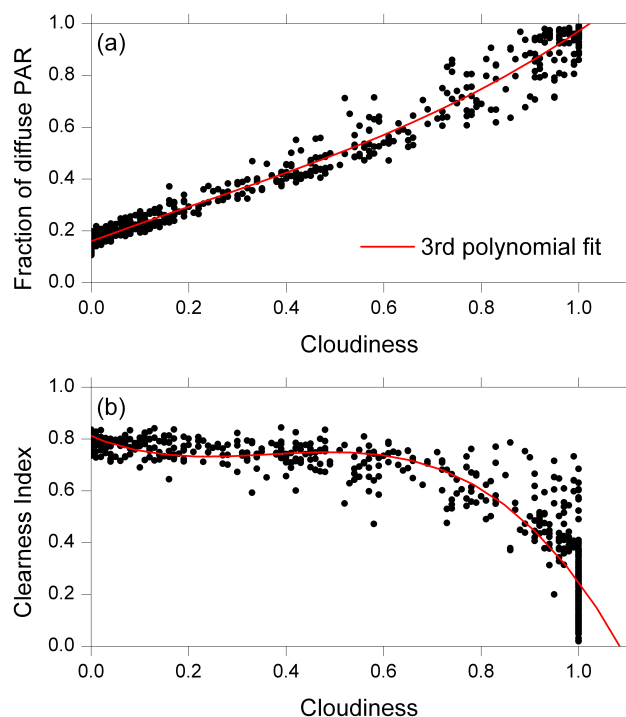 (a)
1.0
0.8
0.6
0.4
0.2
0.0
Fraction of diffuse PAR
3rd polynomial fit
0.0 0.2 0.4 0.6 0.8 1.0
Cloudiness
(b)
1.0
0.8
0.6
0.4
0.2
0.0
Clearness Index
0.0 0.2 0.4 0.6 0.8 1.0
Cloudiness